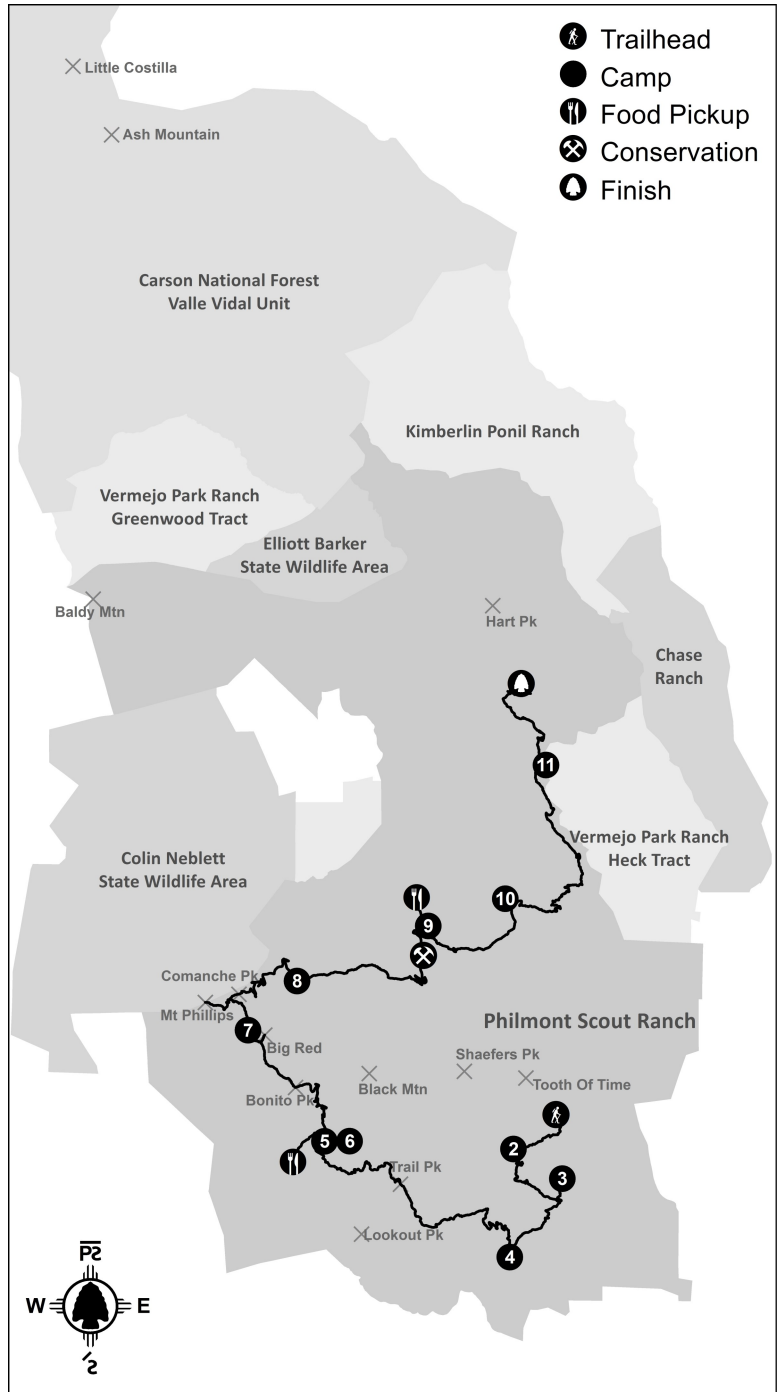 Trailhead
Camp
Food Pickup
Conservation
Finish
Little Costilla
Ash Mountain
Carson National Forest
Valle Vidal Unit
Kimberlin Ponil Ranch
Vermejo Park Ranch
Greenwood Tract
Elliott Barker
State Wildlife Area
Baldy Mtn
Hart Pk
Chase
Ranch
11
Vermejo Park Ranch
Heck Tract
Colin Neblett
State Wildlife Area
10
9
Comanche Pk
8
Mt Phillips
7
Philmont Scout Ranch
Big Red
Shaefers Pk
Black Mtn
Tooth Of Time
Bonito Pk
5
6
2
Trail Pk
3
Lookout Pk
4
W
E